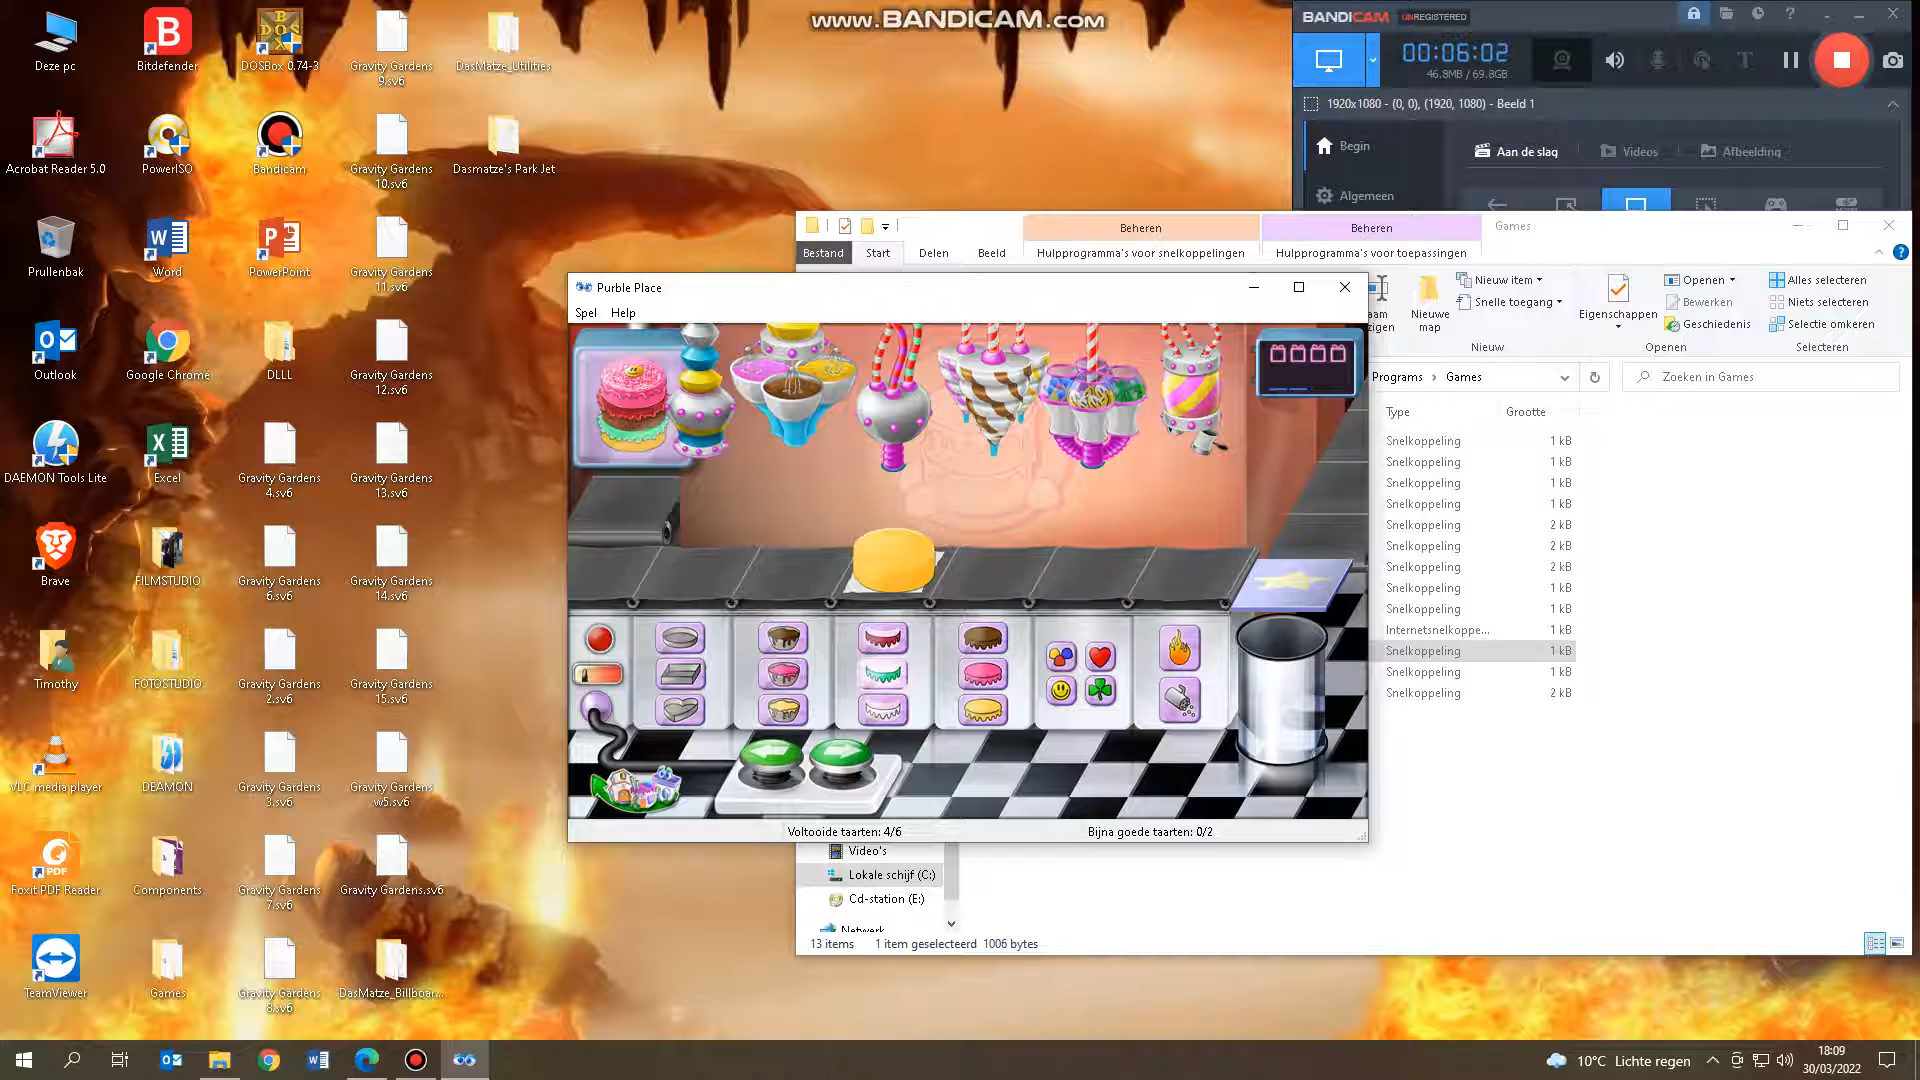 www.BANDICAM.com
BANDICAM UNREGISTERED
00:06:02
46.8MB / 69.8GB
1920x1080 - (0, 0), (1920, 1080) - Beeld 1
Begin
Aan de slag
Videos
Afbeelding
Algemeen
Deze pc
Bitdefender
DOSBox 0.74-3
Gravity Gardens 9.sv6
DasMatze_Utilities
Acrobat Reader 5.0
PowerISO
Bandicam
Gravity Gardens 10.sv6
Dasmatze's Park Jet
Prullenbak
Word
PowerPoint
Gravity Gardens 11.sv6
Outlook
Google Chrome
DLLL
Gravity Gardens 12.sv6
DAEMON Tools Lite
Excel
Gravity Gardens 4.sv6
Gravity Gardens 13.sv6
Brave
FILMSTUDIO
Gravity Gardens 6.sv6
Gravity Gardens 14.sv6
Timothy
FOTOSTUDIO
Gravity Gardens 2.sv6
Gravity Gardens 15.sv6
VLC media player
DEAMON
Gravity Gardens 3.sv6
Gravity Gardens w5.sv6
Foxit PDF Reader
Components
Gravity Gardens 7.sv6
Gravity Gardens.sv6
TeamViewer
Games
Gravity Gardens 8.sv6
DasMatze_Billboar...
Beheren
Beheren
Games
Bestand
Start
Delen
Beeld
Hulpprogramma's voor snelkoppelingen
Hulpprogramma's voor toepassingen
Nieuwe map
Nieuw item
Snelle toegang
Nieuw
Eigenschappen
Openen
Bewerken
Geschiedenis
Openen
Alles selecteren
Niets selecteren
Selectie omkeren
Selecteren
Programs
Games
Zoeken in Games
Type
Grootte
Snelkoppeling 1 kB
Snelkoppeling 1 kB
Snelkoppeling 1 kB
Snelkoppeling 1 kB
Snelkoppeling 2 kB
Snelkoppeling 2 kB
Snelkoppeling 2 kB
Snelkoppeling 1 kB
Snelkoppeling 1 kB
Internetsnelkoppe... 1 kB
Snelkoppeling 1 kB
Snelkoppeling 1 kB
Snelkoppeling 2 kB
Purble Place
Spel Help
Voltooide taarten: 4/6
Bijna goede taarten: 0/2
Video's
Lokale schijf (C:)
Cd-station (E:)
Netwerk
13 items
1 item geselecteerd 1006 bytes
10°C Lichte regen
18:09
30/03/2022